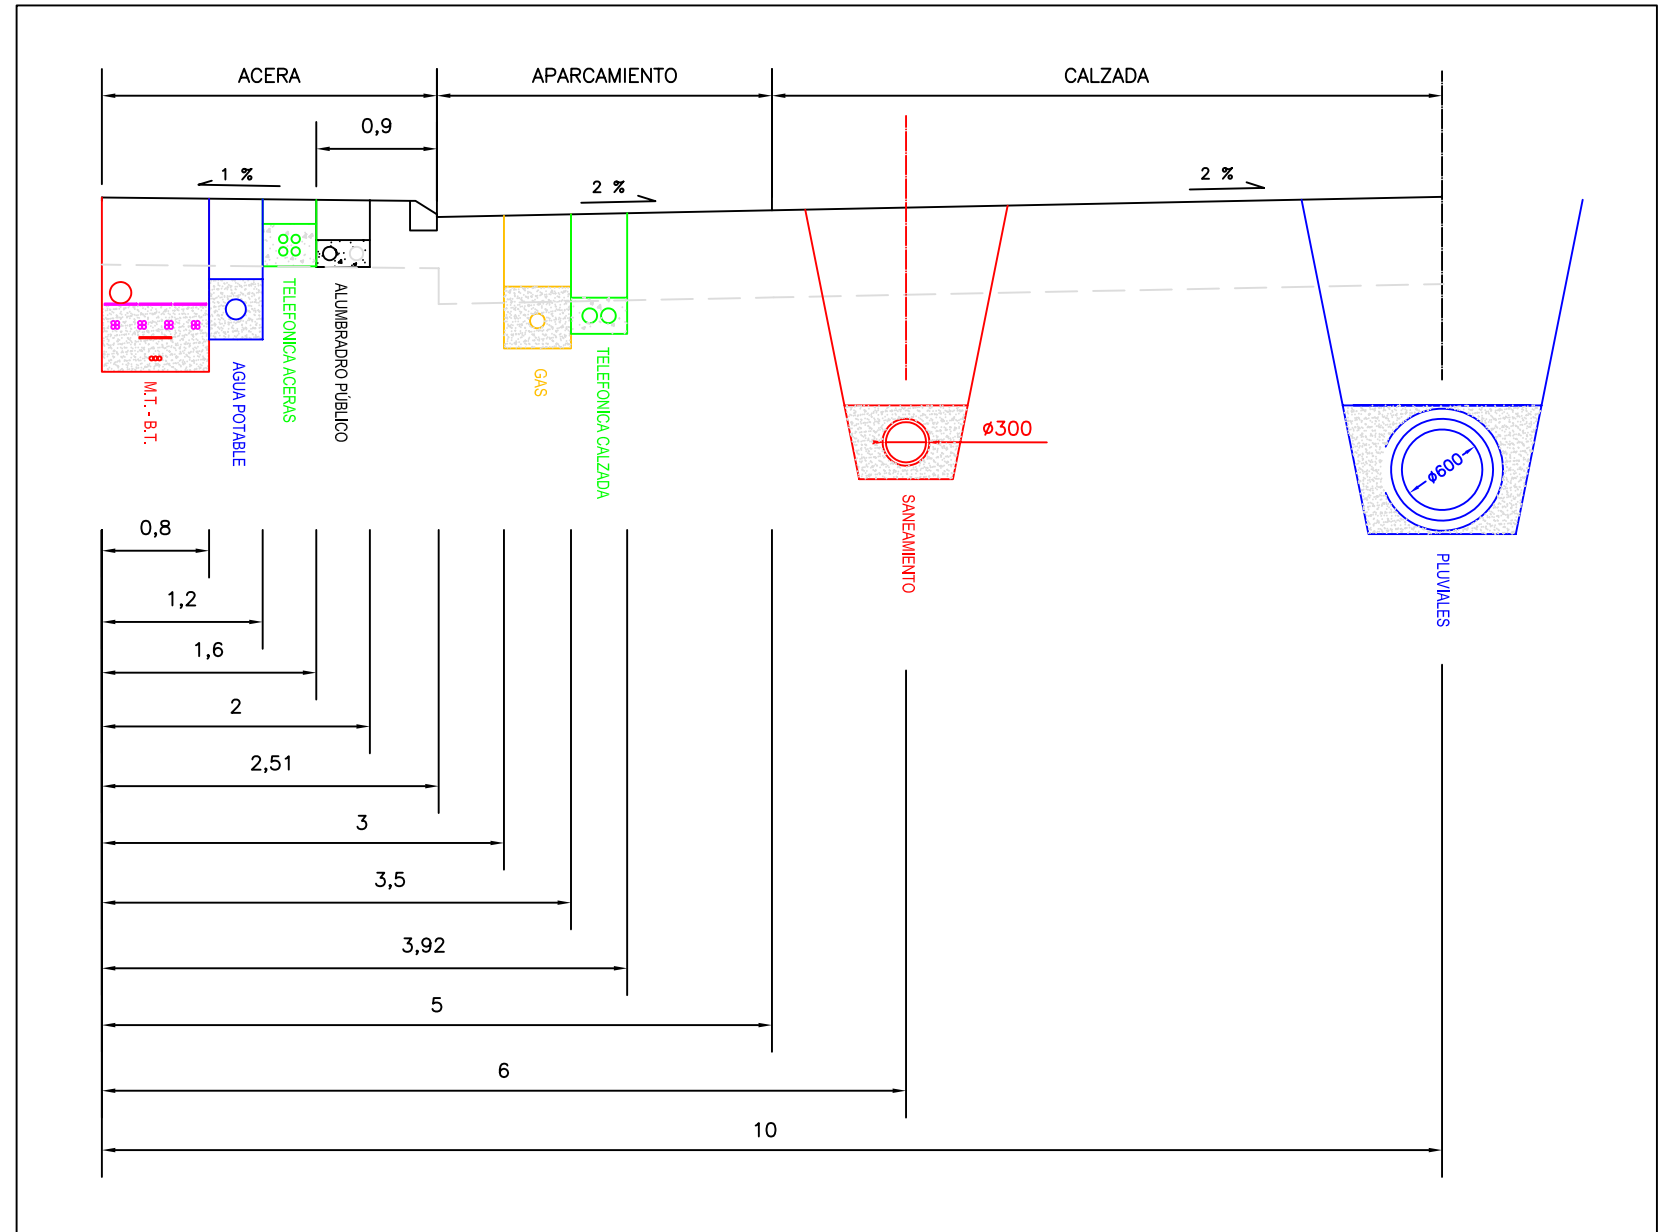 ACERA
APARCAMIENTO
CALZADA
0,9
1 %
2 %
2 %
M.T. - B.T.
AGUA POTABLE
TELEFONICA ACERAS
ALUMBRADRO PÚBLICO
GAS
TELEFONICA CALZADA
ø300
SANEAMIENTO
ø600
PLUVIALES
0,8
1,2
1,6
2
2,51
3
3,5
3,92
5
6
10